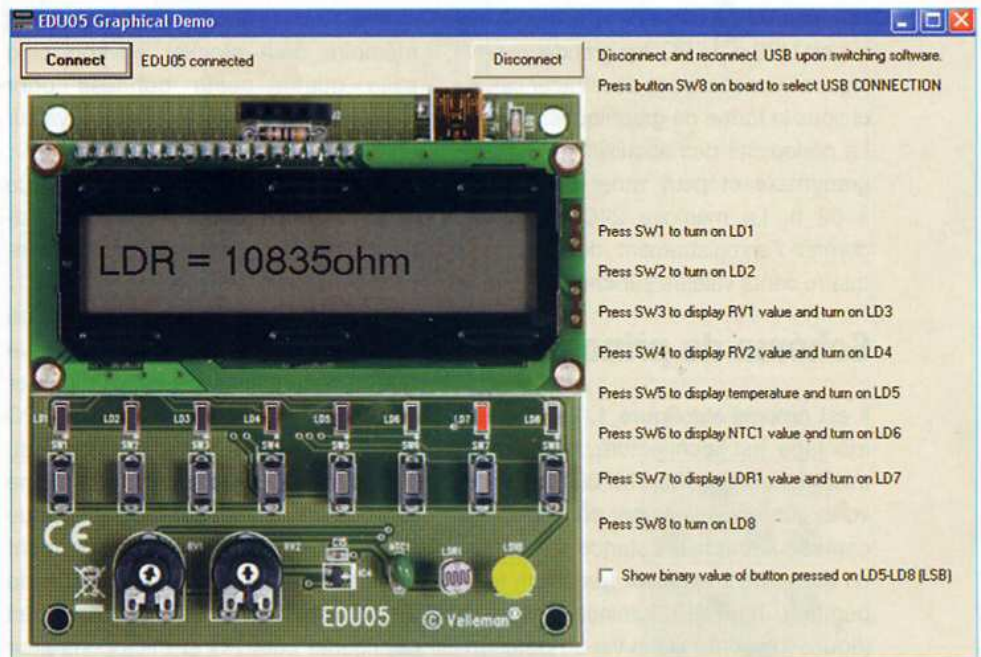 EDU05 Graphical Demo
Connect EDU05 connected Disconnect
Disconnect and reconnect USB upon switching software.
Press button SW8 on board to select USB CONNECTION
LDR = 10835ohm
Press SW1 to turn on LD1
Press SW2 to turn on LD2
Press SW3 to display RV1 value and turn on LD3
Press SW4 to display RV2 value and turn on LD4
Press SW5 to display temperature and turn on LD5
Press SW6 to display NTC1 value and turn on LD6
Press SW7 to display LDR1 value and turn on LD7
Press SW8 to turn on LD8
Show binary value of button pressed on LD5-LD8 (LSB)
LD1 LD2 LD3 LD4 LD5 LD6 LD7 LD8
SW1 SW2 SW3 SW4 SW5 SW6 SW7 SW8
CE
RV1 RV2 IC4 NTC1 LDR1
EDU05 © Velleman®